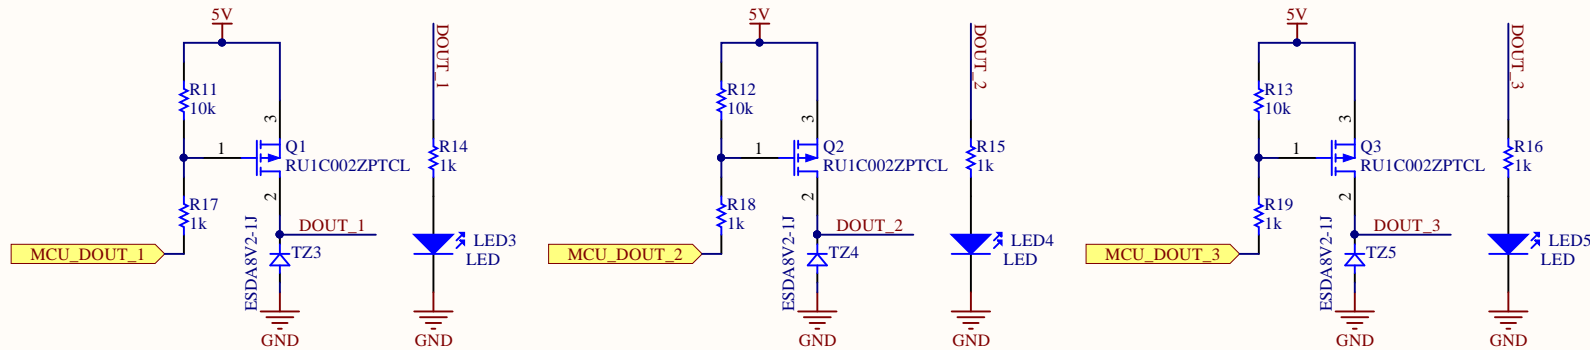 5V
R11
10k
3
1
Q1
RU1C002ZPTCL
R17
1k
2
DOUT_1
MCU_DOUT_1
ESDA8V2-1J
TZ3
GND
DOUT_1
R14
1k
LED3
LED
GND
5V
R12
10k
3
1
Q2
RU1C002ZPTCL
R18
1k
2
DOUT_2
MCU_DOUT_2
ESDA8V2-1J
TZ4
GND
DOUT_2
R15
1k
LED4
LED
GND
5V
R13
10k
3
1
Q3
RU1C002ZPTCL
R19
1k
2
DOUT_3
MCU_DOUT_3
ESDA8V2-1J
TZ5
GND
DOUT_3
R16
1k
LED5
LED
GND